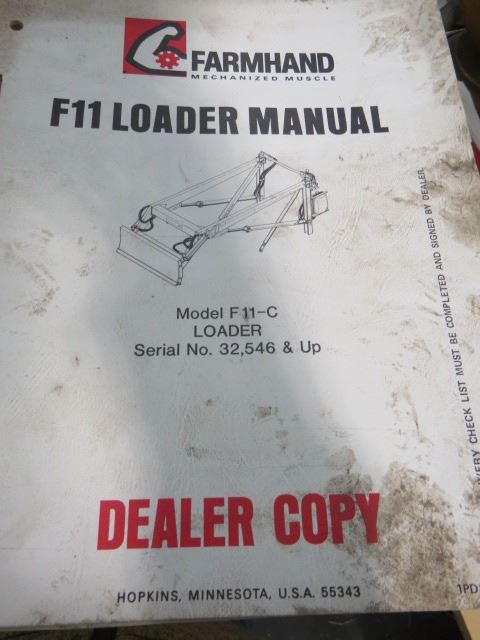 FARMHAND
MECHANIZED MUSCLE
F11 LOADER MANUAL
Model F11-C
LOADER
Serial No. 32,546 & Up
CHECK LIST MUST BE COMPLETED AND SIGNED BY DEALER.
DEALER COPY
HOPKINS, MINNESOTA, U.S.A. 55343